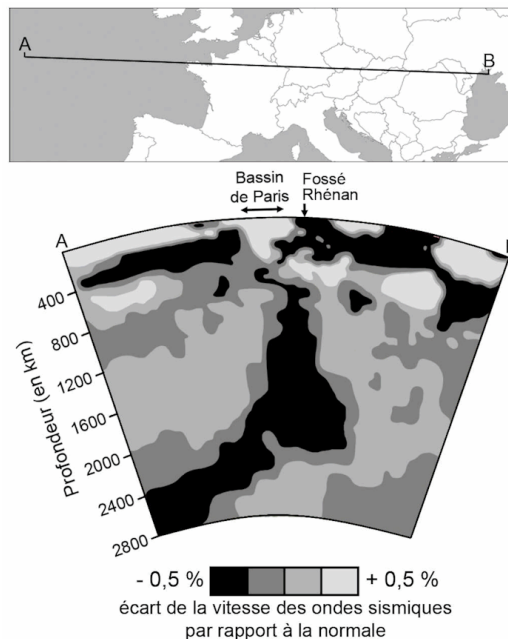 A
B
Bassin
de Paris
Fossé
Rhénan
A
400
800
1200
1600
2000
2400
2800
Profondeur (en km)
- 0,5 %
+ 0,5 %
écart de la vitesse des ondes sismiques
par rapport à la normale